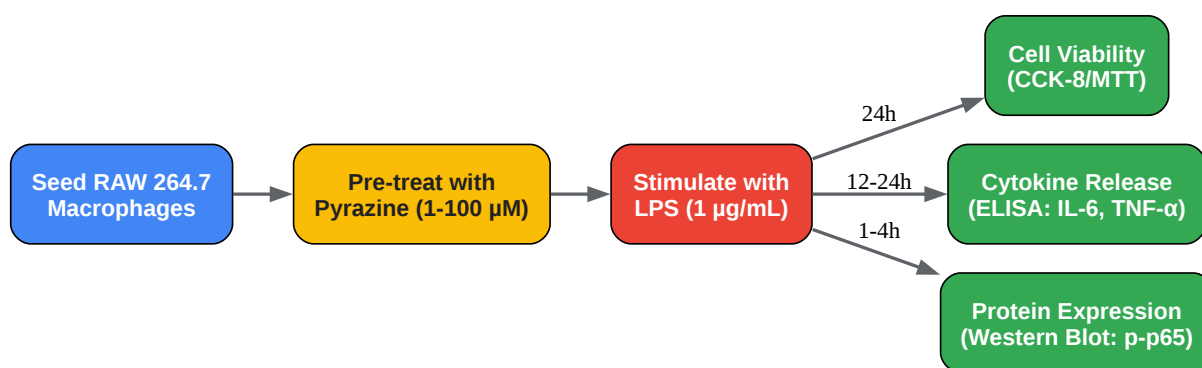 Seed RAW 264.7
Macrophages
Pre-treat with
Pyrazine (1-100 µM)
Stimulate with
LPS (1 µg/mL)
24h
Cell Viability
(CCK-8/MTT)
12-24h
Cytokine Release
(ELISA: IL-6, TNF-α)
1-4h
Protein Expression
(Western Blot: p-p65)